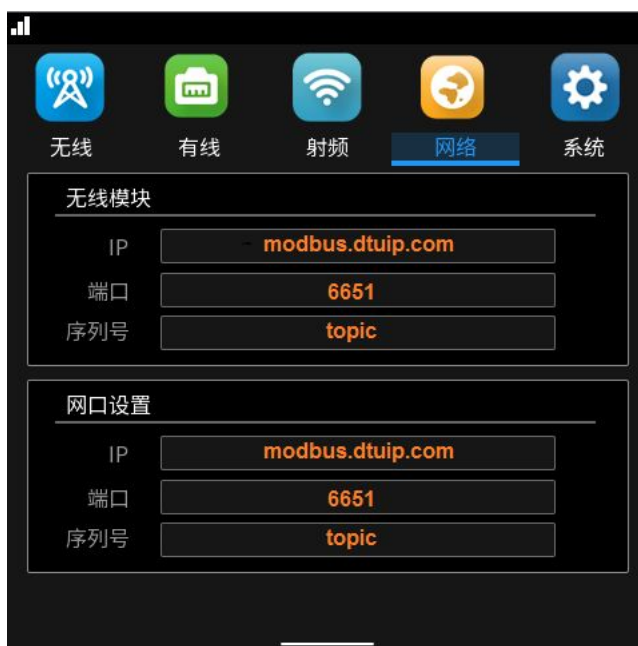 无线 有线 射频 网络 系统
无线模块
IP modbus.dtuip.com
端口 6651
序列号 topic
网口设置
IP modbus.dtuip.com
端口 6651
序列号 topic